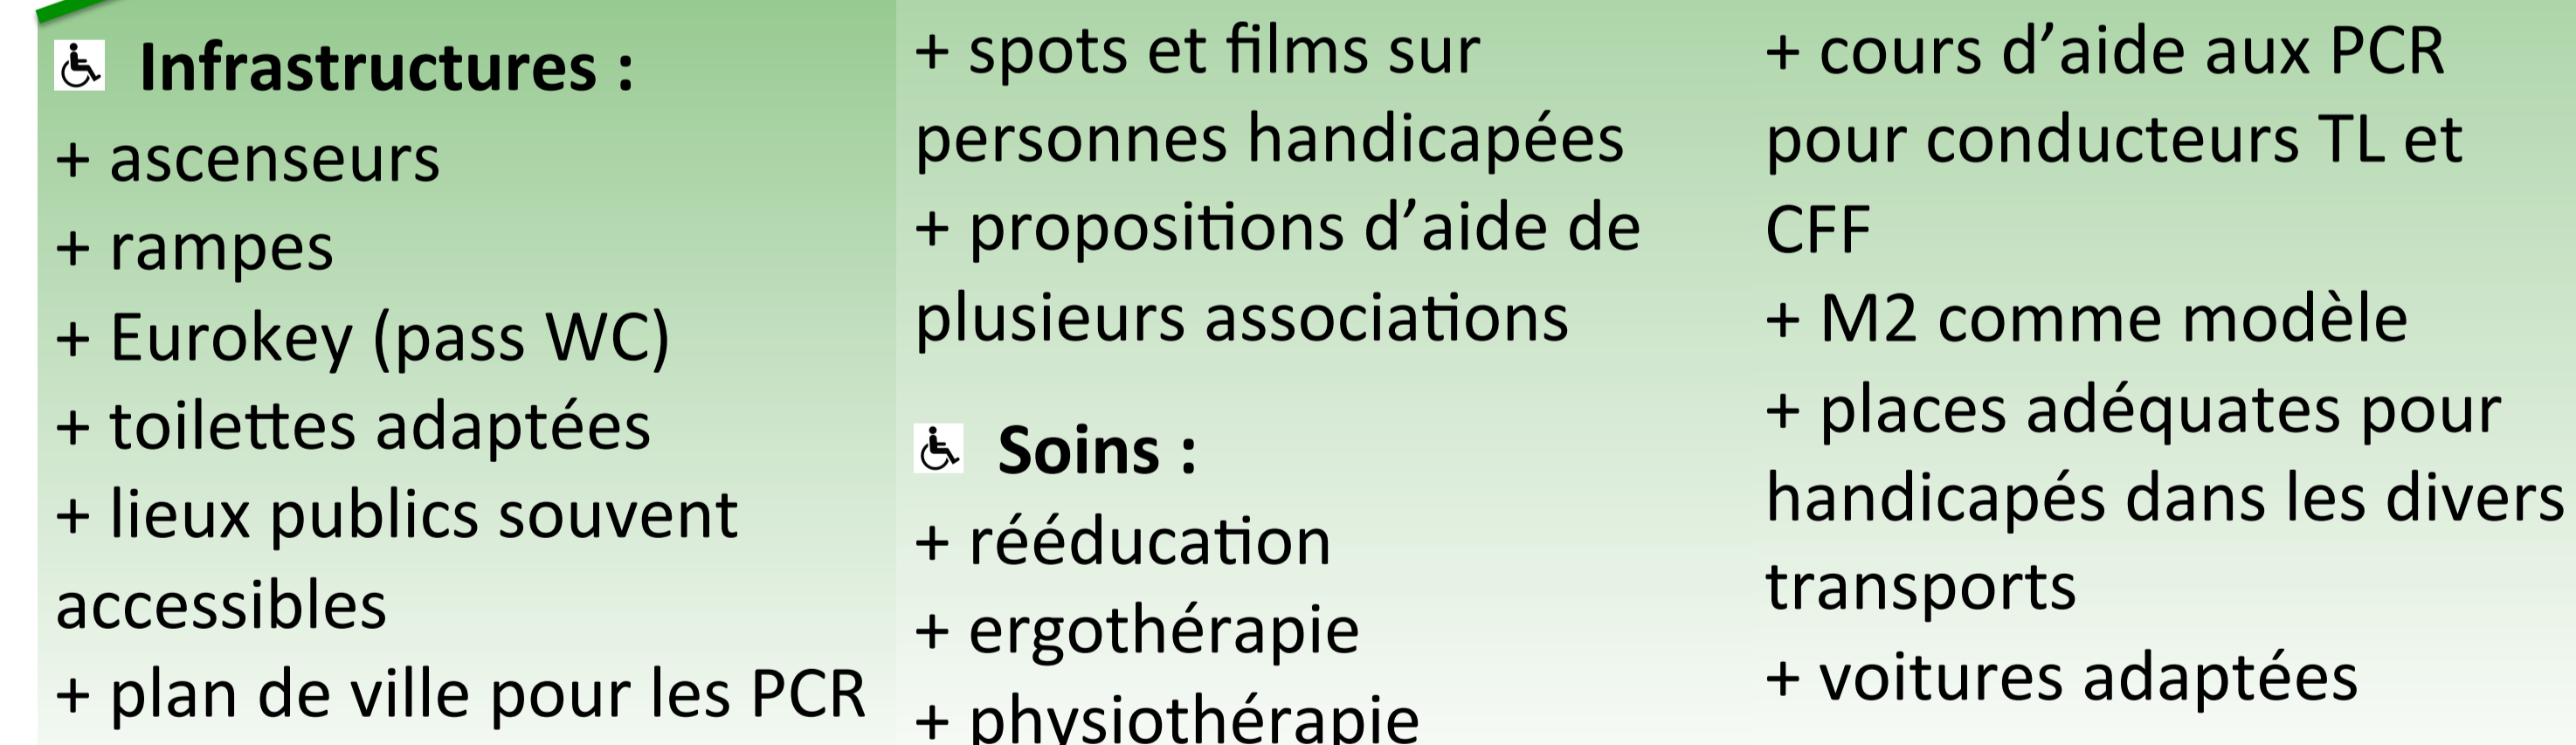 Infrastructures :
+ ascenseurs
+ rampes
+ Eurokey (pass WC)
+ toilettes adaptées
+ lieux publics souvent
accessibles
+ plan de ville pour les PCR
+ spots et films sur
personnes handicapées
+ propositions d’aide de
plusieurs associations
Soins :
+ rééducation
+ ergothérapie
+ physiothérapie
+ cours d’aide aux PCR
pour conducteurs TL et
CFF
+ M2 comme modèle
+ places adéquates pour
handicapés dans les divers
transports
+ voitures adaptées